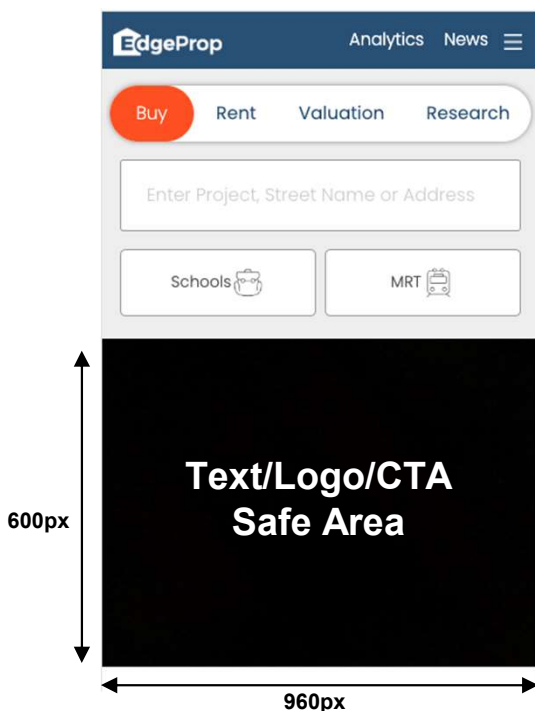 EdgeProp
Analytics News
Buy Rent Valuation Research
Enter Project, Street Name or Address
Schools MRT
Text/Logo/CTA
Safe Area
600px
960px